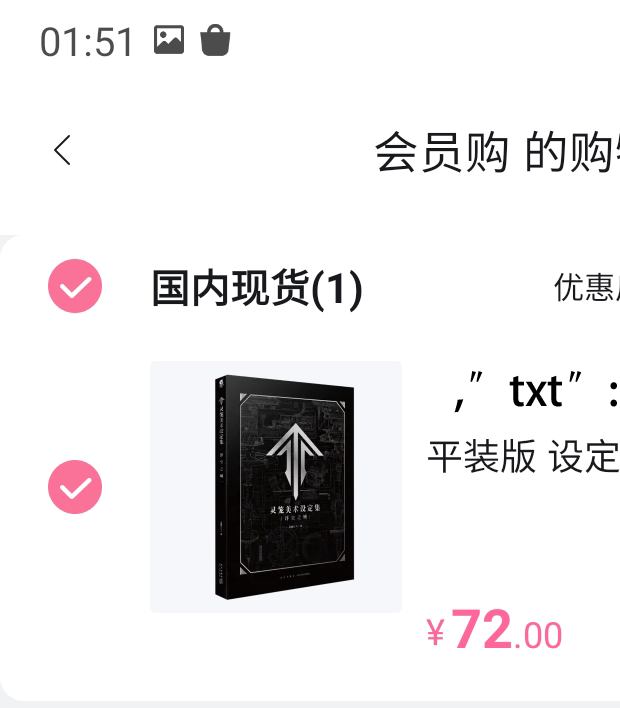 01:51
会员购 的购
国内现货(1)
优惠
灵笼美术设定集
,” txt” :
平装版 设定
¥72.00